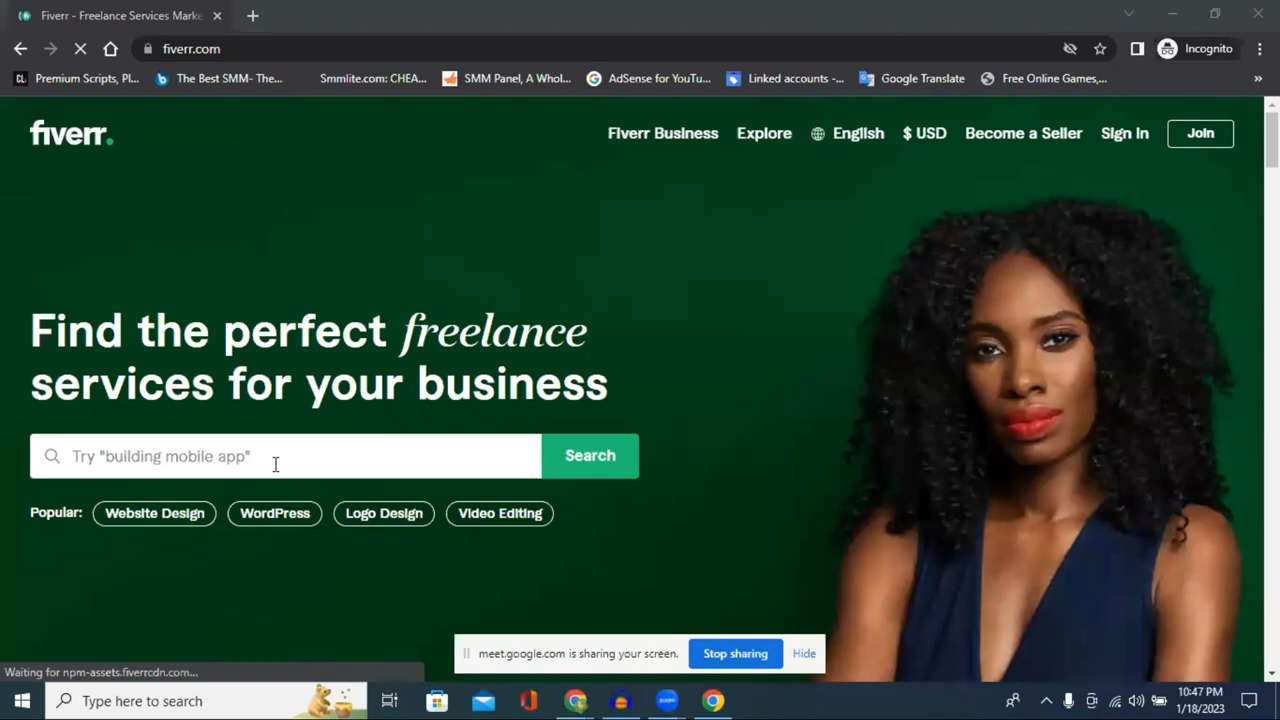 Fiverr - Freelance Services Marke
fiverr.com
Incognito
Premium Scripts, Pl...
The Best SMM- The...
Smmlite.com: CHEA...
SMM Panel, A Whol...
AdSense for YouTu...
Linked accounts -...
Google Translate
Free Online Games,...
fiverr.
Fiverr Business
Explore
English
$ USD
Become a Seller
Sign In
Join
Find the perfect freelance
services for your business
Try "building mobile app"
Search
Popular:
Website Design
WordPress
Logo Design
Video Editing
meet.google.com is sharing your screen.
Stop sharing
Hide
Waiting for npm-assets.fiverrcdn.com...
Type here to search
zoom
10:47 PM
1/18/2023